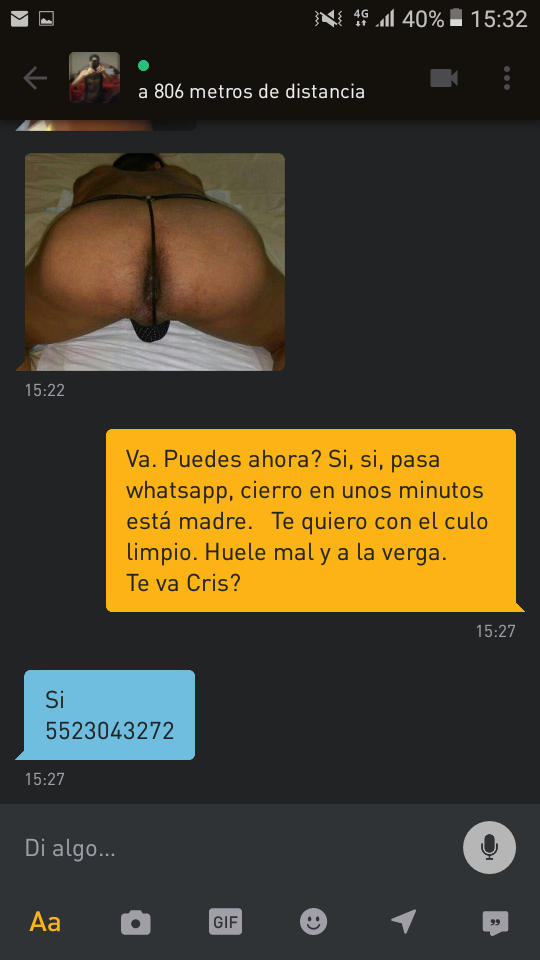 4G 40% 15:32
a 806 metros de distancia
15:22
Va. Puedes ahora? Si, si, pasa
whatsapp, cierro en unos minutos
está madre. Te quiero con el culo
limpio. Huele mal y a la verga.
Te va Cris?
15:27
Si
5523043272
15:27
Di algo...
Aa
GIF